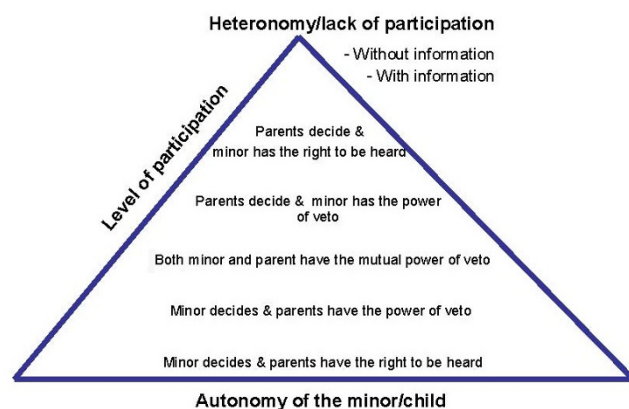 Heteronomy/lack of participation
- Without information
- With information
Level of participation
Parents decide &
minor has the right to be heard
Parents decide & minor has the power
of veto
Both minor and parent have the mutual power of veto
Minor decides & parents have the power of veto
Minor decides & parents have the right to be heard
Autonomy of the minor/child